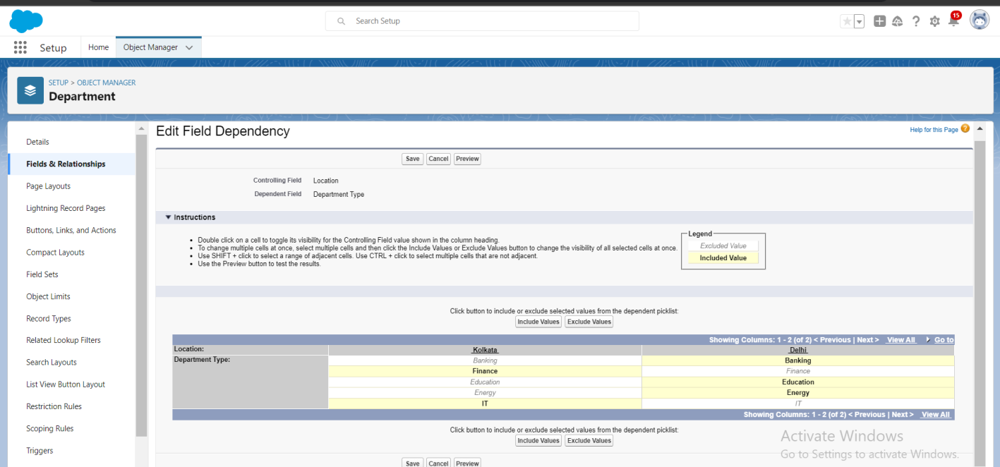 Search Setup
15
Setup
Home
Object Manager
SETUP > OBJECT MANAGER
Department
Details
Fields & Relationships
Page Layouts
Lightning Record Pages
Buttons, Links, and Actions
Compact Layouts
Field Sets
Object Limits
Record Types
Related Lookup Filters
Search Layouts
List View Button Layout
Restriction Rules
Scoping Rules
Triggers
Edit Field Dependency
Help for this Page ?
Save Cancel Preview
Controlling Field Location
Dependent Field Department Type
Instructions
Double click on a cell to toggle its visibility for the Controlling Field value shown in the column heading.
To change multiple cells at once, select multiple cells and then click the Include Values or Exclude Values button to change the visibility of all selected cells at once.
Use SHIFT + click to select a range of adjacent cells. Use CTRL + click to select multiple cells that are not adjacent.
Use the Preview button to test the results.
Legend
Excluded Value
Included Value
Click button to include or exclude selected values from the dependent picklist:
Include Values Exclude Values
Showing Columns: 1 - 2 (of 2) < Previous | Next > View All Go to
Location: Kolkata Delhi
Department Type: Banking Banking
Finance Finance
Education Education
Energy Energy
IT IT
Showing Columns: 1 - 2 (of 2) < Previous | Next > View All
Click button to include or exclude selected values from the dependent picklist:
Include Values Exclude Values
Save Cancel Preview
Activate Windows
Go to Settings to activate Windows.